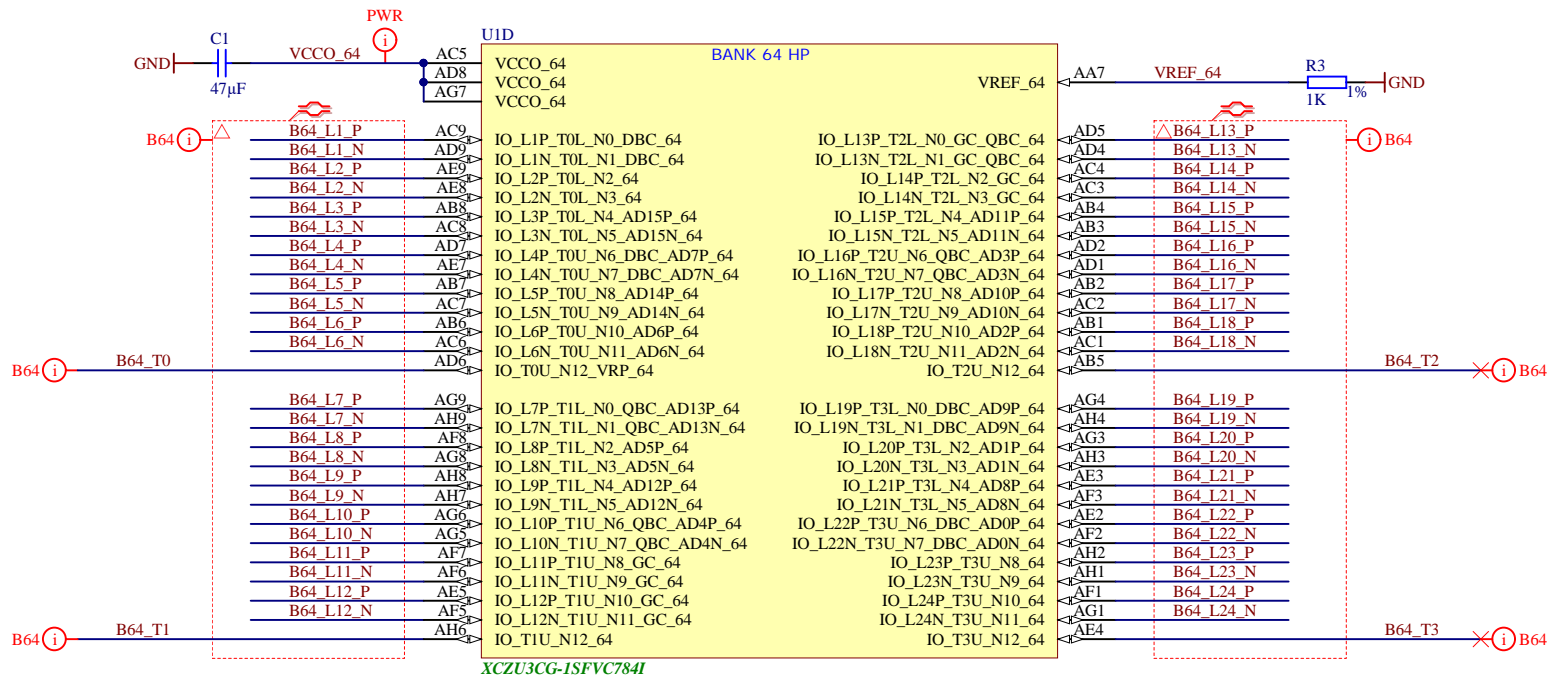 PWR
U1D
C1
GND
VCCO_64
47µF
BANK 64 HP
AC5 VCCO_64
AD8 VCCO_64
AG7 VCCO_64
VREF_64 AA7 VREF_64
R3
1K
1%
GND
B64
B64_L1_P AC9 IO_L1P_T0L_N0_DBC_64
B64_L1_N AD9 IO_L1N_T0L_N1_DBC_64
B64_L2_P AE9 IO_L2P_T0L_N2_64
B64_L2_N AE8 IO_L2N_T0L_N3_64
B64_L3_P AB8 IO_L3P_T0L_N4_AD15P_64
B64_L3_N AC8 IO_L3N_T0L_N5_AD15N_64
B64_L4_P AD7 IO_L4P_T0U_N6_DBC_AD7P_64
B64_L4_N AE7 IO_L4N_T0U_N7_DBC_AD7N_64
B64_L5_P AB7 IO_L5P_T0U_N8_AD14P_64
B64_L5_N AC7 IO_L5N_T0U_N9_AD14N_64
B64_L6_P AB6 IO_L6P_T0U_N10_AD6P_64
B64_L6_N AC6 IO_L6N_T0U_N11_AD6N_64
B64 B64_T0 AD6 IO_T0U_N12_VRP_64
B64_L7_P AG9 IO_L7P_T1L_N0_QBC_AD13P_64
B64_L7_N AH9 IO_L7N_T1L_N1_QBC_AD13N_64
B64_L8_P AF8 IO_L8P_T1L_N2_AD5P_64
B64_L8_N AG8 IO_L8N_T1L_N3_AD5N_64
B64_L9_P AH8 IO_L9P_T1L_N4_AD12P_64
B64_L9_N AH7 IO_L9N_T1L_N5_AD12N_64
B64_L10_P AG6 IO_L10P_T1U_N6_QBC_AD4P_64
B64_L10_N AG5 IO_L10N_T1U_N7_QBC_AD4N_64
B64_L11_P AF7 IO_L11P_T1U_N8_GC_64
B64_L11_N AF6 IO_L11N_T1U_N9_GC_64
B64_L12_P AE5 IO_L12P_T1U_N10_GC_64
B64_L12_N AF5 IO_L12N_T1U_N11_GC_64
B64 B64_T1 AH6 IO_T1U_N12_64
IO_L13P_T2L_N0_GC_QBC_64 AD5 B64_L13_P
B64
IO_L13N_T2L_N1_GC_QBC_64 AD4 B64_L13_N
IO_L14P_T2L_N2_GC_64 AC4 B64_L14_P
IO_L14N_T2L_N3_GC_64 AC3 B64_L14_N
IO_L15P_T2L_N4_AD11P_64 AB4 B64_L15_P
IO_L15N_T2L_N5_AD11N_64 AB3 B64_L15_N
IO_L16P_T2U_N6_QBC_AD3P_64 AD2 B64_L16_P
IO_L16N_T2U_N7_QBC_AD3N_64 AD1 B64_L16_N
IO_L17P_T2U_N8_AD10P_64 AB2 B64_L17_P
IO_L17N_T2U_N9_AD10N_64 AC2 B64_L17_N
IO_L18P_T2U_N10_AD2P_64 AB1 B64_L18_P
IO_L18N_T2U_N11_AD2N_64 AC1 B64_L18_N
IO_T2U_N12_64 AB5 B64_T2 B64
IO_L19P_T3L_N0_DBC_AD9P_64 AG4 B64_L19_P
IO_L19N_T3L_N1_DBC_AD9N_64 AH4 B64_L19_N
IO_L20P_T3L_N2_AD1P_64 AG3 B64_L20_P
IO_L20N_T3L_N3_AD1N_64 AH3 B64_L20_N
IO_L21P_T3L_N4_AD8P_64 AE3 B64_L21_P
IO_L21N_T3L_N5_AD8N_64 AF3 B64_L21_N
IO_L22P_T3U_N6_DBC_AD0P_64 AE2 B64_L22_P
IO_L22N_T3U_N7_DBC_AD0N_64 AF2 B64_L22_N
IO_L23P_T3U_N8_64 AH2 B64_L23_P
IO_L23N_T3U_N9_64 AH1 B64_L23_N
IO_L24P_T3U_N10_64 AF1 B64_L24_P
IO_L24N_T3U_N11_64 AG1 B64_L24_N
IO_T3U_N12_64 AE4 B64_T3 B64
XCZU3CG-1SFVC784I